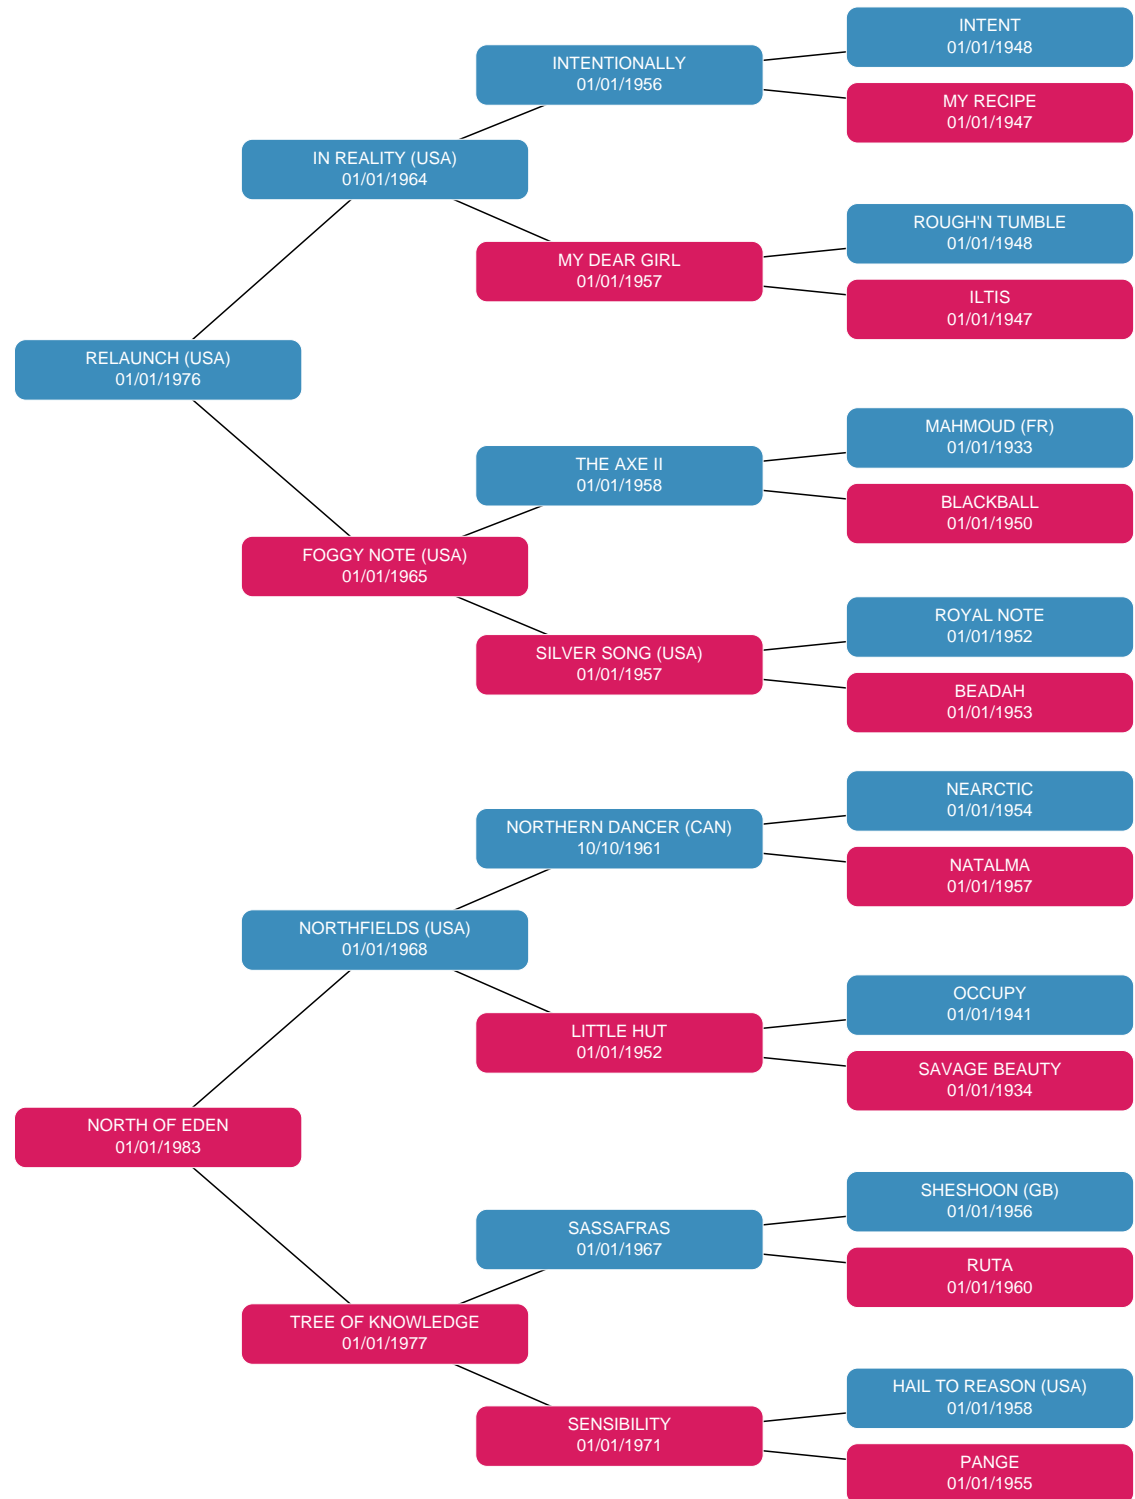 INTENT
01/01/1948
INTENTIONALLY
01/01/1956
MY RECIPE
01/01/1947
IN REALITY (USA)
01/01/1964
ROUGH'N TUMBLE
01/01/1948
MY DEAR GIRL
01/01/1957
ILTIS
01/01/1947
RELAUNCH (USA)
01/01/1976
MAHMOUD (FR)
01/01/1933
THE AXE II
01/01/1958
BLACKBALL
01/01/1950
FOGGY NOTE (USA)
01/01/1965
ROYAL NOTE
01/01/1952
SILVER SONG (USA)
01/01/1957
BEADAH
01/01/1953
NEARCTIC
01/01/1954
NORTHERN DANCER (CAN)
10/10/1961
NATALMA
01/01/1957
NORTHFIELDS (USA)
01/01/1968
OCCUPY
01/01/1941
LITTLE HUT
01/01/1952
SAVAGE BEAUTY
01/01/1934
NORTH OF EDEN
01/01/1983
SHESHOON (GB)
01/01/1956
SASSAFRAS
01/01/1967
RUTA
01/01/1960
TREE OF KNOWLEDGE
01/01/1977
HAIL TO REASON (USA)
01/01/1958
SENSIBILITY
01/01/1971
PANGE
01/01/1955